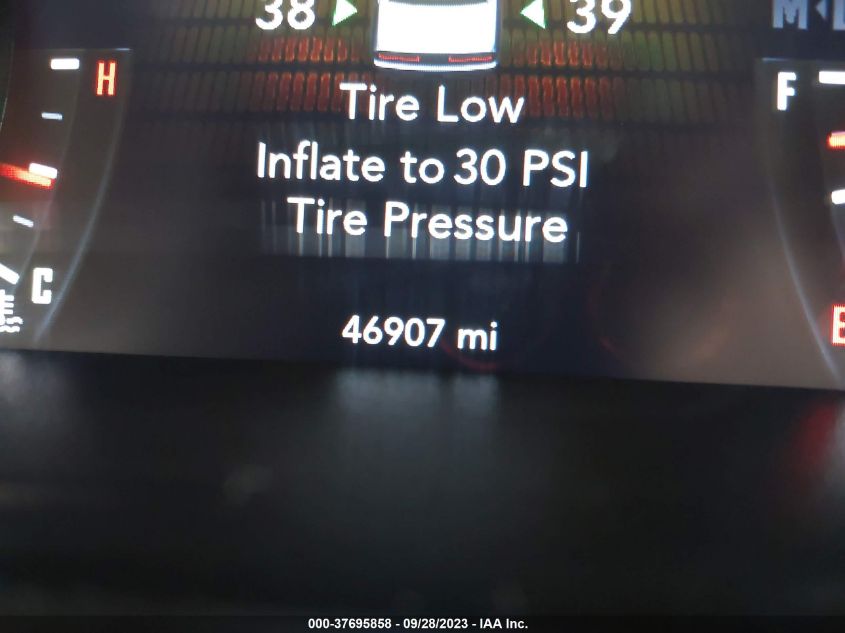 38 39
H F
Tire Low
Inflate to 30 PSI
Tire Pressure
C
46907 mi
E
000-37695858 - 09/28/2023 - IAA Inc.